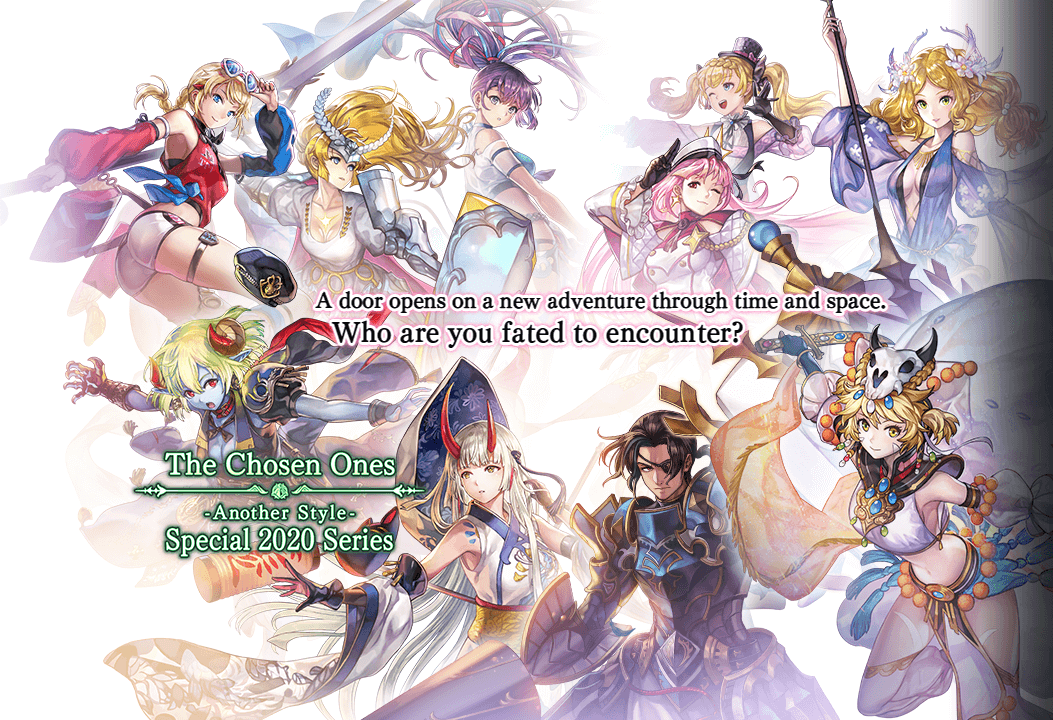 A door opens on a new adventure through time and space.
Who are you fated to encounter?
The Chosen Ones
-Another Style-
Special 2020 Series